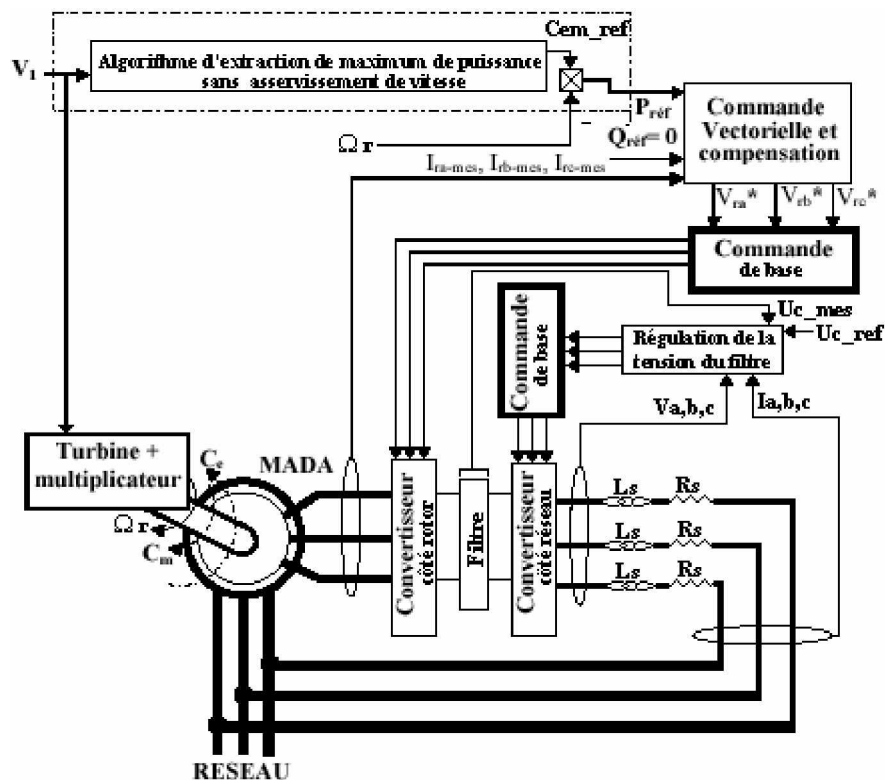 Cem_ref
V1
Algorithme d'extraction de maximum de puissance
sans asservissement de vitesse
Préf
Commande
Vectorielle et
compensation
Qréf= 0
Ω r
Ira-mes, Irb-mes, Irc-mes
Vra* Vrb* Vrc*
Commande
de base
Uc_mes
Uc_ref
Commande
de base
Régulation de la
tension du filtre
Va,b,c
Ia,b,c
Turbine +
multiplicateur
Ce
MADA
Ω r
Cm
Convertisseur
côté rotor
Filtre
Convertisseur
côté réseau
Ls Rs
Ls Rs
Ls Rs
RESEAU